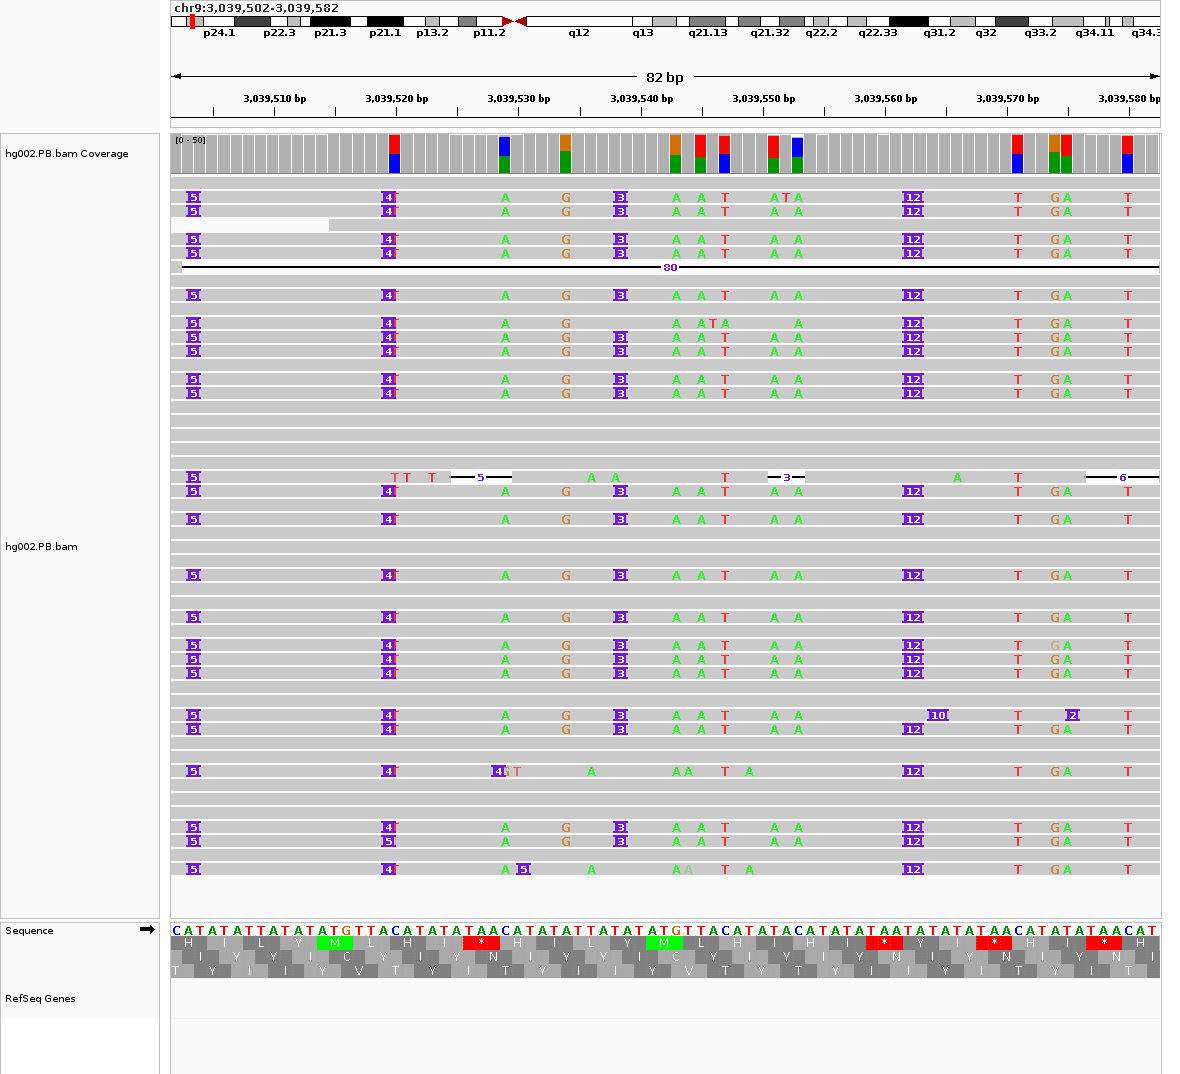 chr9:3,039,502-3,039,582
p24.1 p22.3 p21.3 p21.1 p13.2 p11.2 q12 q13 q21.13 q21.32 q22.2 q22.33 q31.2 q32 q33.2 q34.11 q34.3
82 bp
3,039,510 bp 3,039,520 bp 3,039,530 bp 3,039,540 bp 3,039,550 bp 3,039,560 bp 3,039,570 bp 3,039,580 bp
hg002.PB.bam Coverage
[0 - 50]
5 4 T A G 3 A A T A T A 12 T G A T
5 4 T A G 3 A A T A A 12 T G A T
5 4 T A G 3 A A T A A 12 T G A T
5 4 T A G 3 A A T A A 12 T G A T
80
5 4 T A G 3 A A T A A 12 T G A T
5 4 T A G A A T A A 12 T G A T
5 4 T A G 3 A A T A A 12 T G A T
5 4 T A G 3 A A T A A 12 T G A T
5 4 T A G 3 A A T A A 12 T G A T
5 4 T A G 3 A A T A A 12 T G A T
5 T T T 5 A A T 3 A T 6
5 4 T A G 3 A A T A A 12 T G A T
5 4 T A G 3 A A T A A 12 T G A T
hg002.PB.bam
5 4 T A G 3 A A T A A 12 T G A T
5 4 T A G 3 A A T A A 12 T G A T
5 4 T A G 3 A A T A A 12 T G A T
5 4 T A G 3 A A T A A 12 T G A T
5 4 T A G 3 A A T A A 12 T G A T
5 4 T A G 3 A A T A A 10 T 2 T
5 4 T A G 3 A A T A A 12 T G A T
5 4 T 4 G T A A A T A 12 T G A T
5 4 T A G 3 A A T A A 12 T G A T
5 5 A G 3 A A T A A 12 T G A T
5 4 T A 5 A A A T A 12 T G A T
Sequence
C A T A T A T T A T A T A T G T T A C A T A T A T A A C A T A T A T T A T A T A T G T T A C A T A T A C A T A T A T A A T A T A T A T A A C A T A T A T A A C A T
H I L Y M L H I * H I L Y M L H I H I * Y I * H I * H
I Y Y I C Y I Y N I Y Y I C Y I Y I Y N I Y N I Y N I
T Y I I Y V T Y I T Y I I Y V T Y T Y I I Y I T Y I T
RefSeq Genes